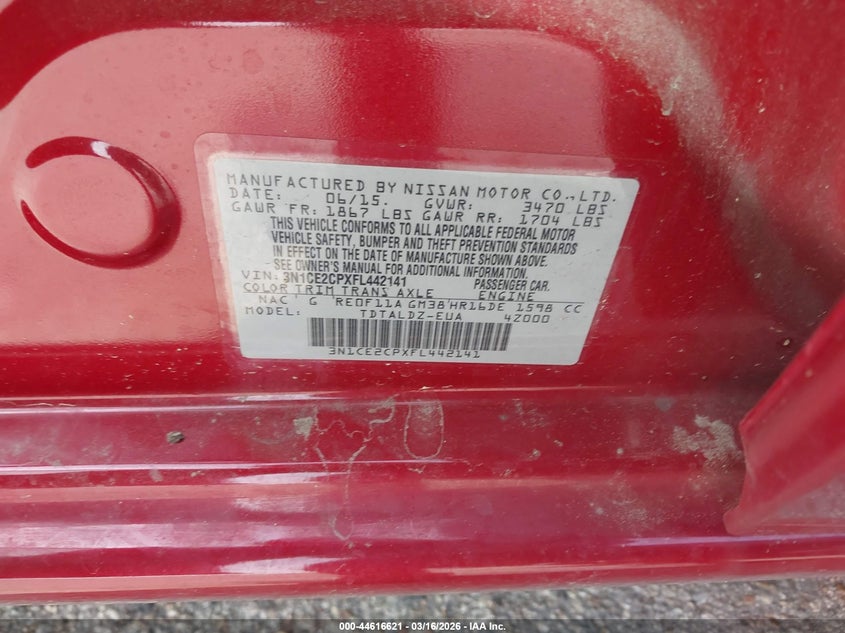 MANUFACTURED BY NISSAN MOTOR CO.,LTD.
DATE: 06/15. GVWR: 3470 LBS
GAWR FR: 1867 LBS GAWR RR: 1704 LBS
THIS VEHICLE CONFORMS TO ALL APPLICABLE FEDERAL MOTOR
VEHICLE SAFETY, BUMPER AND THEFT PREVENTION STANDARDS
IN EFFECT ON THE DATE OF MANUFACTURE SHOWN ABOVE.
SEE OWNER'S MANUAL FOR ADDITIONAL INFORMATION.
VIN: 3N1CE2CPXFL442141 PASSENGER CAR.
COLOR TRIM TRANS AXLE ENGINE
NAC G RE0F11A GM38 HR16DE 1598 CC
MODEL: TDTALDZ-EUA 4Z000
3N1CE2CPXFL442141
000-44616621 - 03/16/2026 - IAA Inc.